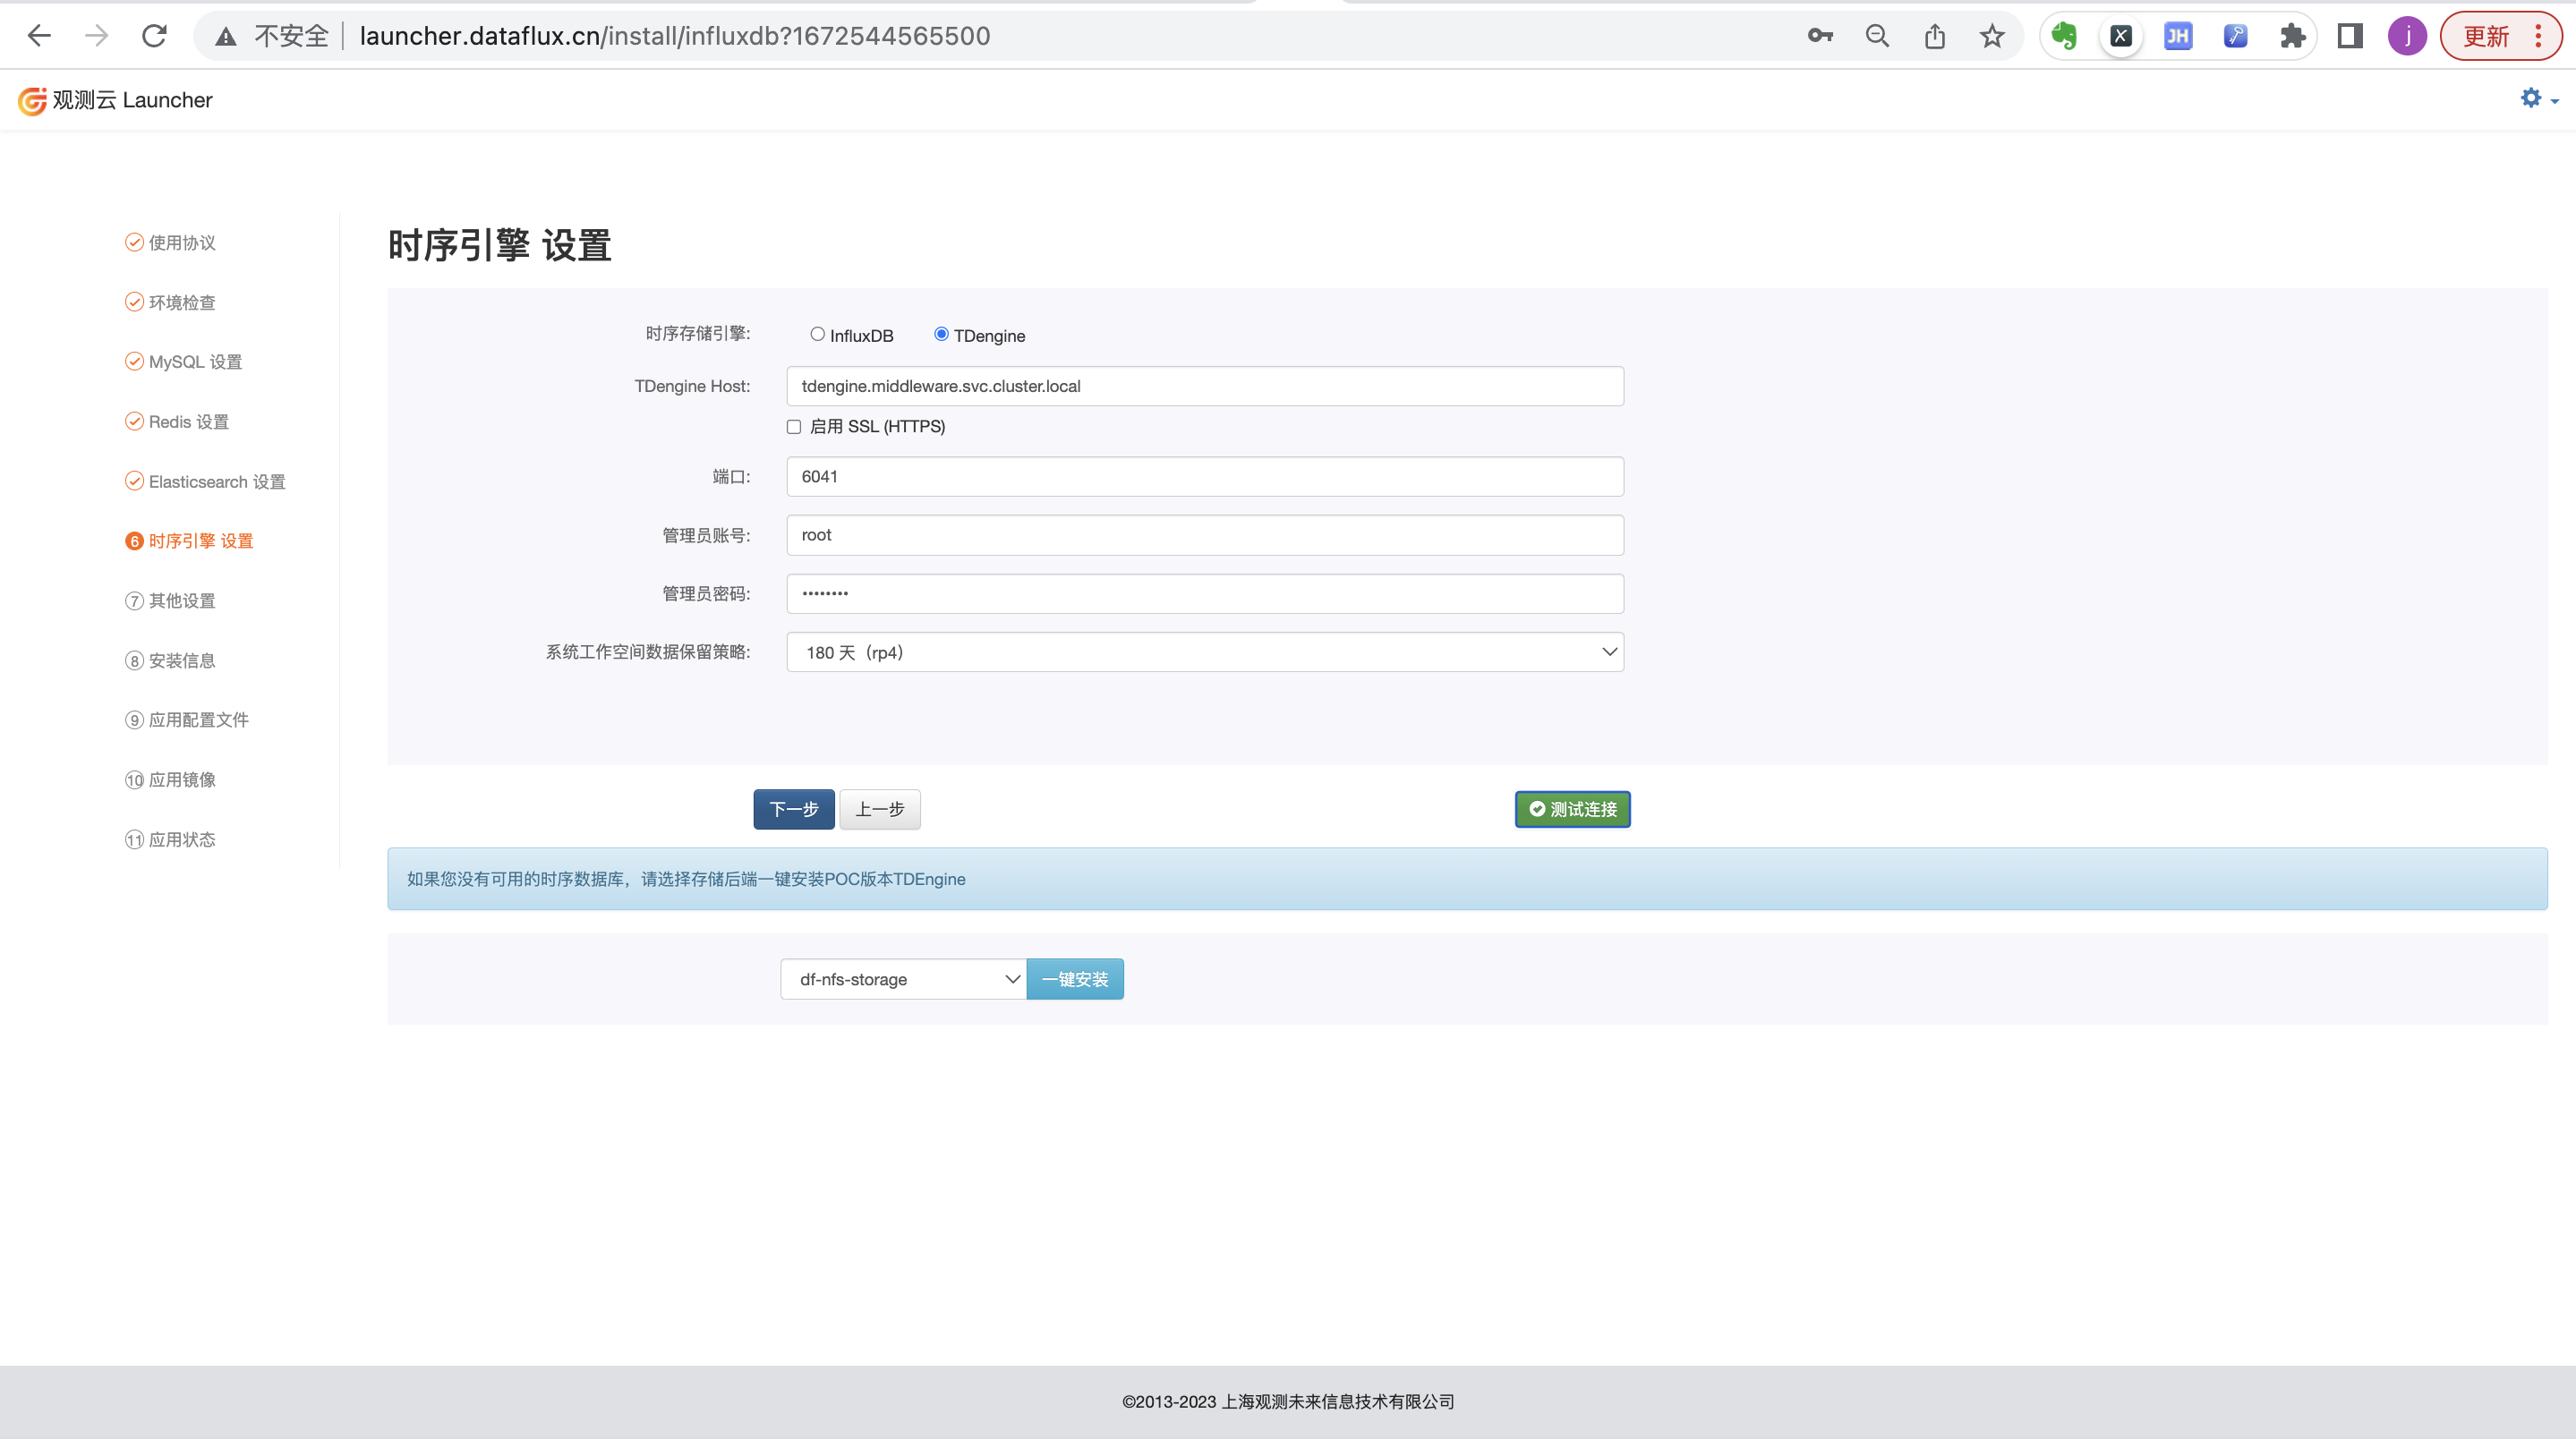 不安全 launcher.dataflux.cn/install/influxdb?1672544565500
JH
j
更新
观测云 Launcher
使用协议
环境检查
MySQL 设置
Redis 设置
Elasticsearch 设置
6 时序引擎 设置
7 其他设置
8 安装信息
9 应用配置文件
10 应用镜像
11 应用状态
时序引擎 设置
时序存储引擎: InfluxDB TDengine
TDengine Host: tdengine.middleware.svc.cluster.local
启用 SSL (HTTPS)
端口: 6041
管理员账号: root
管理员密码: ••••••••
系统工作空间数据保留策略: 180 天（rp4）
下一步 上一步 测试连接
如果您没有可用的时序数据库，请选择存储后端一键安装POC版本TDEngine
df-nfs-storage 一键安装
©2013-2023 上海观测未来信息技术有限公司